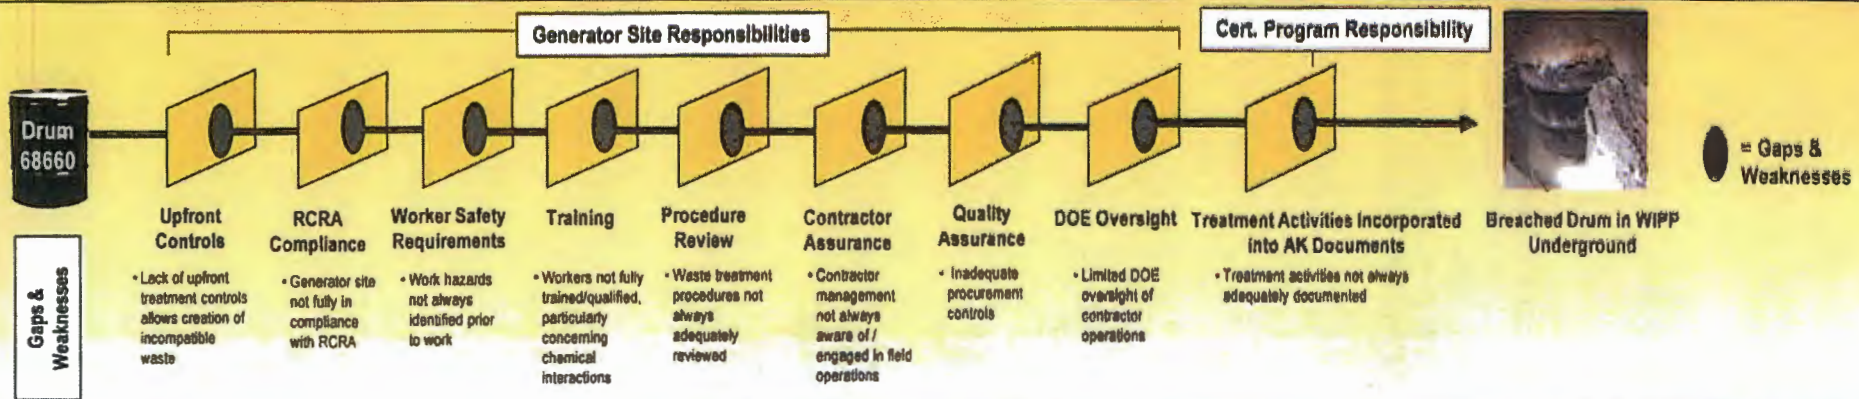 Generator Site Responsibilities
Cert. Program Responsibility
Drum
68660
= Gaps &
Weaknesses
Upfront
Controls
RCRA
Compliance
Worker Safety
Requirements
Training
Procedure
Review
Contractor
Assurance
Quality
Assurance
DOE Oversight
Treatment Activities Incorporated
into AK Documents
Breached Drum in WIPP
Underground
Gaps &
Weaknesses
• Lack of upfront
treatment controls
allows creation of
incompatible
waste
• Generator site
not fully in
compliance
with RCRA
• Work hazards
not always
identified prior
to work
• Workers not fully
trained/qualified,
particularly
concerning
chemical
interactions
• Waste treatment
procedures not
always
adequately
reviewed
• Contractor
management
not always
aware of /
engaged in field
operations
• Inadequate
procurement
controls
• Limited DOE
oversight of
contractor
operations
• Treatment activities not always
adequately documented